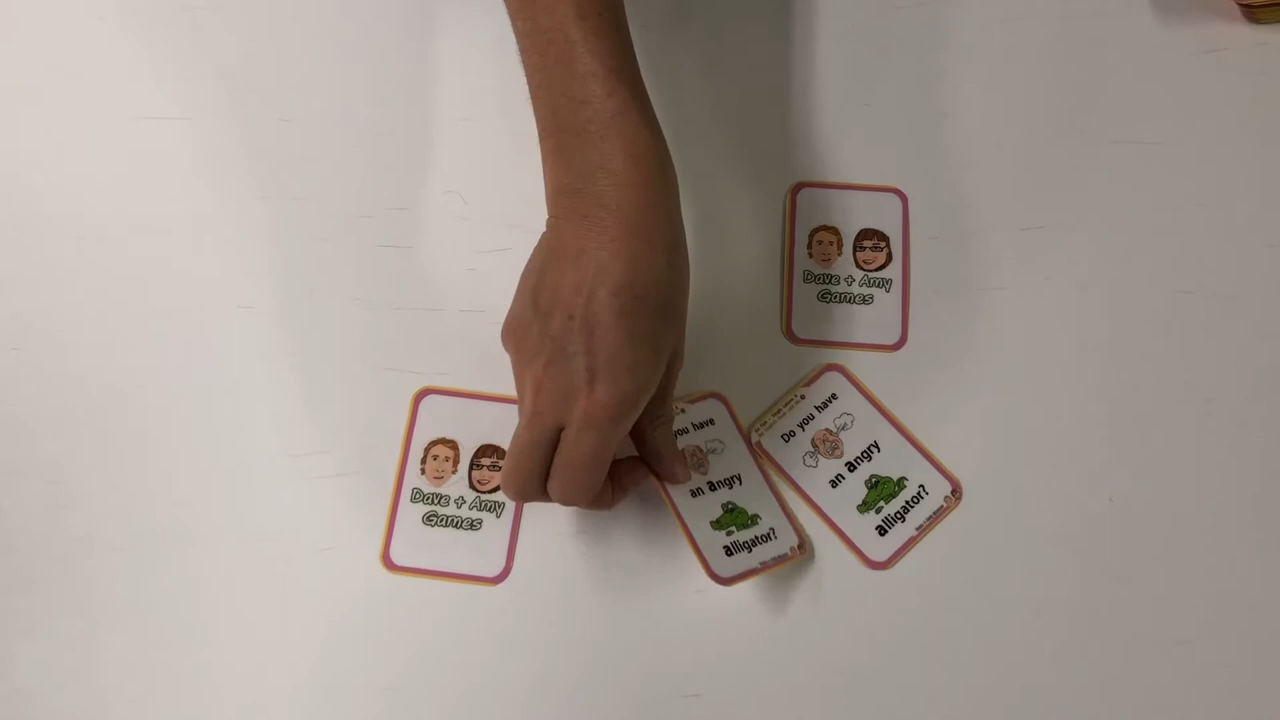 Dave + Amy
Games
Dave + Amy
Games
you have
an angry
alligator?
Do you have
an angry
alligator?